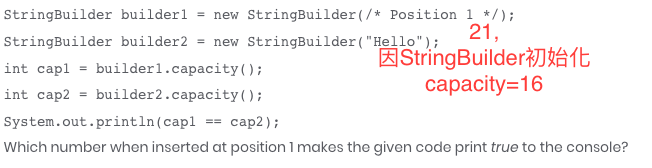 StringBuilder builder1 = new StringBuilder(/* Position 1 */);
StringBuilder builder2 = new StringBuilder("Hello");
21,
int cap1 = builder1.capacity();
因StringBuilder初始化
int cap2 = builder2.capacity();
capacity=16
System.out.println(cap1 == cap2);
Which number when inserted at position 1 makes the given code print true to the console?